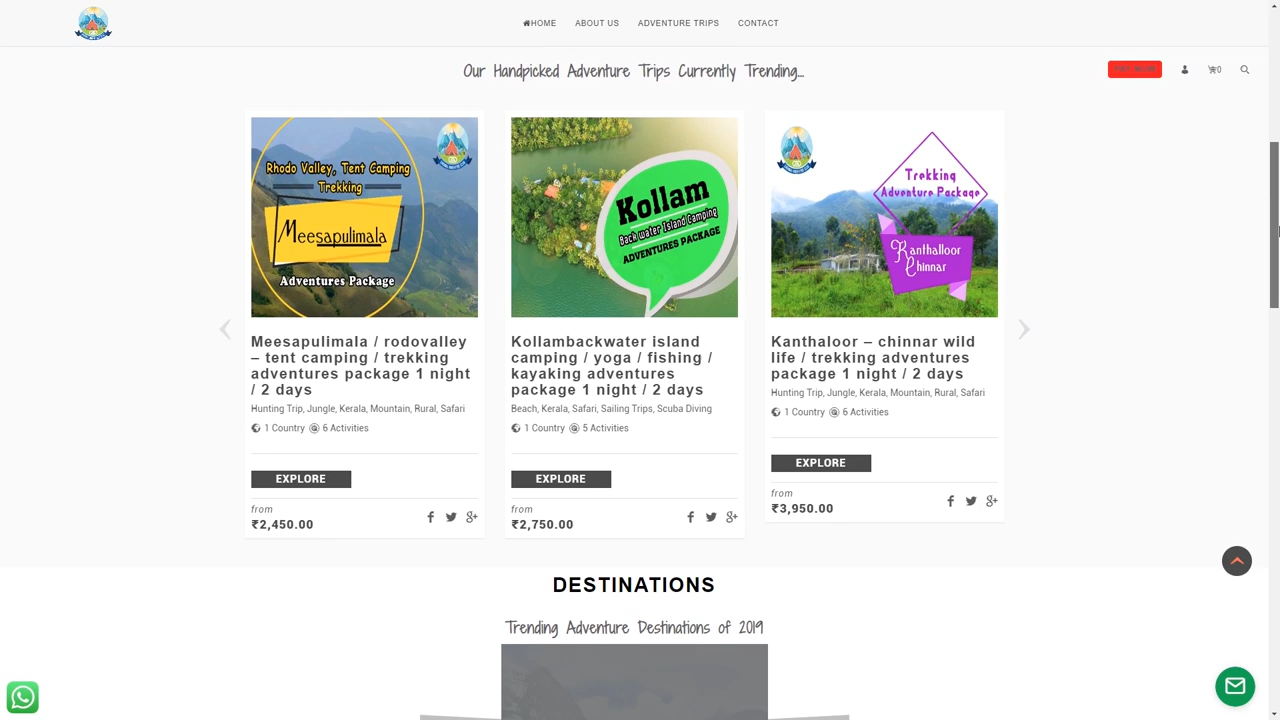 HOME ABOUT US ADVENTURE TRIPS CONTACT
Our Handpicked Adventure Trips Currently Trending...
0
Rhodo Valley, Tent Camping
Trekking
Meesapulimala
Adventures Package
Kollam
Back water Island Camping
ADVENTURES PACKAGE
Trekking
Adventure Package
Kanthalloor
Chinnar
Meesapulimala / rodovalley
– tent camping / trekking
adventures package 1 night
/ 2 days
Hunting Trip, Jungle, Kerala, Mountain, Rural, Safari
1 Country 6 Activities
EXPLORE
from
₹2,450.00
Kollambackwater island
camping / yoga / fishing /
kayaking adventures
package 1 night / 2 days
Beach, Kerala, Safari, Sailing Trips, Scuba Diving
1 Country 5 Activities
EXPLORE
from
₹2,750.00
Kanthaloor – chinnar wild
life / trekking adventures
package 1 night / 2 days
Hunting Trip, Jungle, Kerala, Mountain, Rural, Safari
1 Country 6 Activities
EXPLORE
from
₹3,950.00
DESTINATIONS
Trending Adventure Destinations of 2019